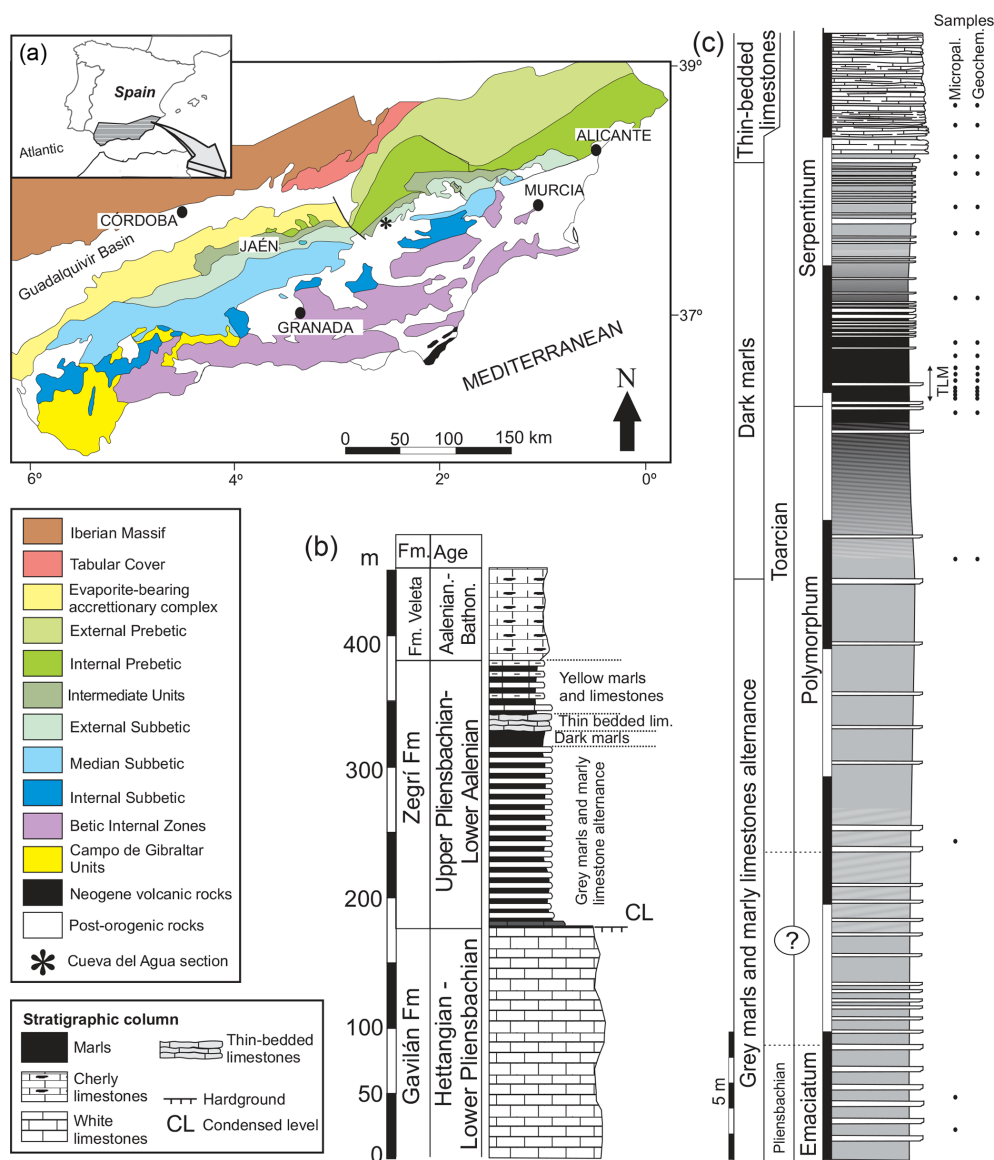 (a)
Spain
Atlantic
39º
ALICANTE
MURCIA
CÓRDOBA
JAÉN
Guadalquivir Basin
37º
GRANADA
MEDITERRANEAN
N
0 50 100 150 km
6º 4º 2º 0º
Iberian Massif
Tabular Cover
Evaporite-bearing
accrettionary complex
External Prebetic
Internal Prebetic
Intermediate Units
External Subbetic
Median Subbetic
Internal Subbetic
Betic Internal Zones
Campo de Gibraltar
Units
Neogene volcanic rocks
Post-orogenic rocks
* Cueva del Agua section
Stratigraphic column
Marls
Cherly
limestones
White
limestones
Thin-bedded
limestones
Hardground
CL Condensed level
(b)
m
Fm. Age
400
300
200
100
50
0
Fm. Veleta
Aalenian.-
Bathon.
Zegrí Fm
Upper Pliensbachian-
Lower Aalenian
Gavilán Fm
Hettangian -
Lower Pliensbachian
Yellow marls
and limestones
Thin bedded lim.
Dark marls
Grey marls and marly
limestone alternance
CL
(c)
Samples
Micropal.
Geochem.
Thin-bedded
limestones
Dark marls
Grey marls and marly limestones alternance
Toarcian
Pliensbachian
Serpentinum
Polymorphum
?
Emaciatum
TLM
5 m